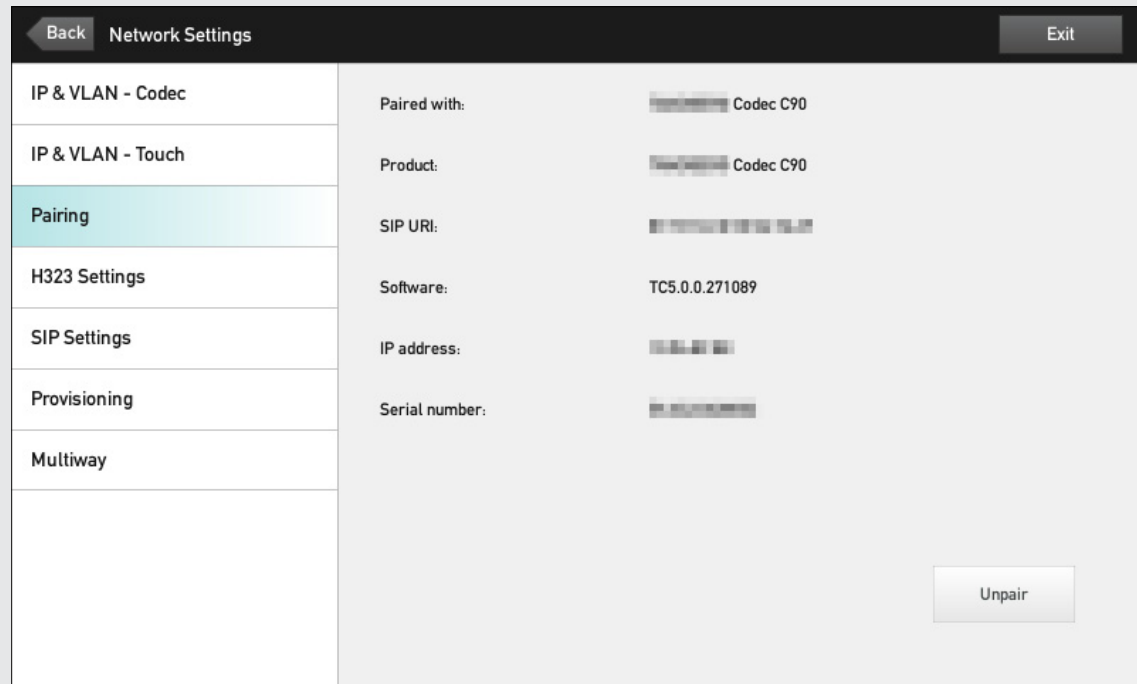 Back Network Settings Exit
IP & VLAN - Codec
IP & VLAN - Touch
Pairing
H323 Settings
SIP Settings
Provisioning
Multiway
Paired with: Codec C90
Product: Codec C90
SIP URI:
Software: TC5.0.0.271089
IP address:
Serial number:
Unpair